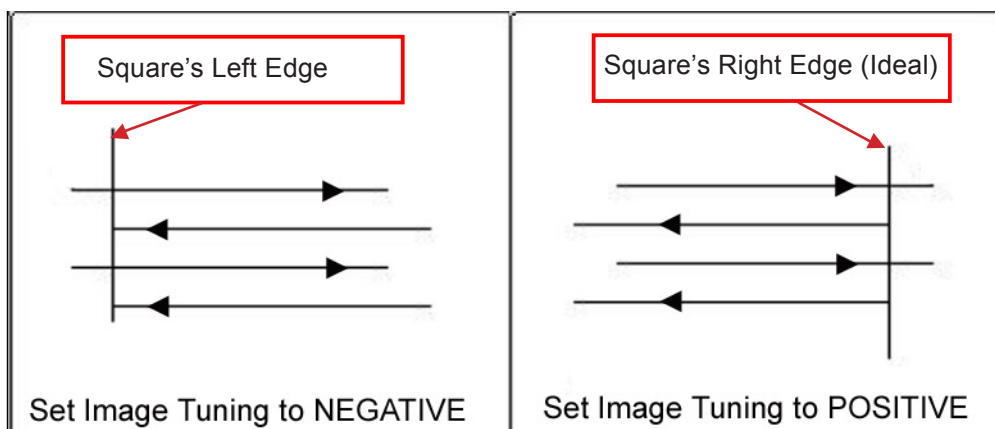 Square's Left Edge
Set Image Tuning to NEGATIVE
Square's Right Edge (Ideal)
Set Image Tuning to POSITIVE